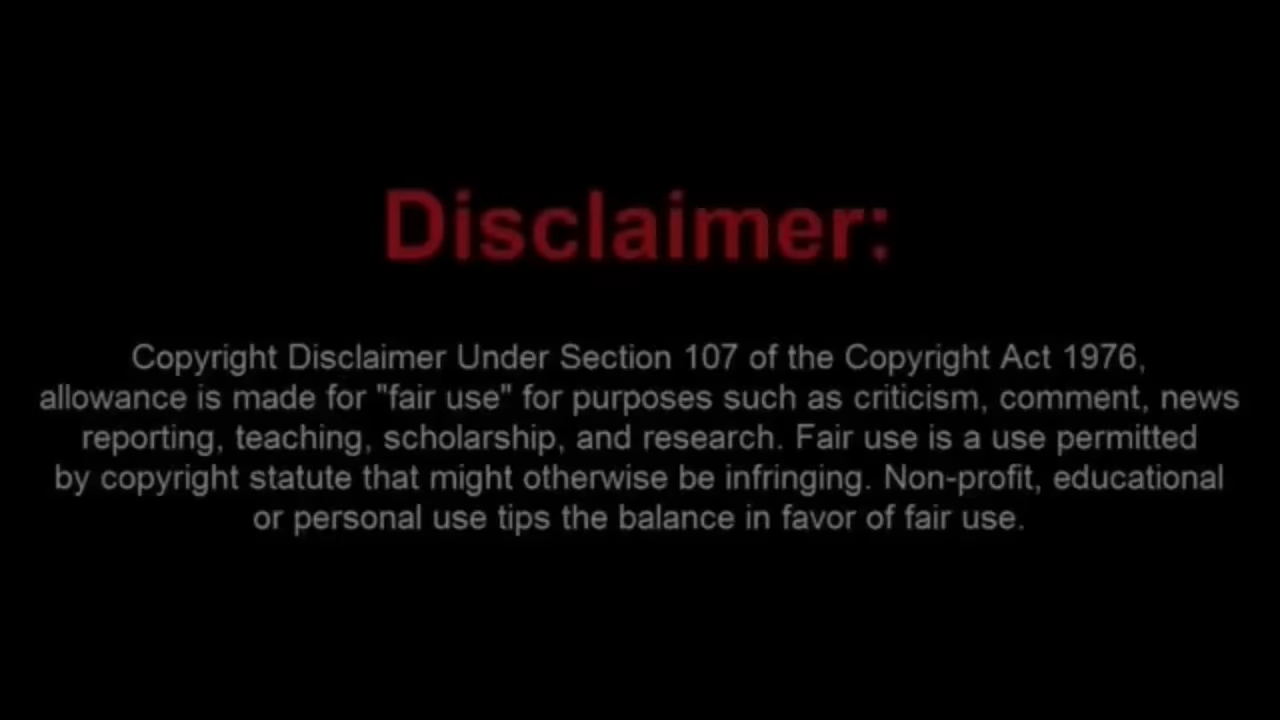 Disclaimer:
Copyright Disclaimer Under Section 107 of the Copyright Act 1976,
allowance is made for "fair use" for purposes such as criticism, comment, news
reporting, teaching, scholarship, and research. Fair use is a use permitted
by copyright statute that might otherwise be infringing. Non-profit, educational
or personal use tips the balance in favor of fair use.